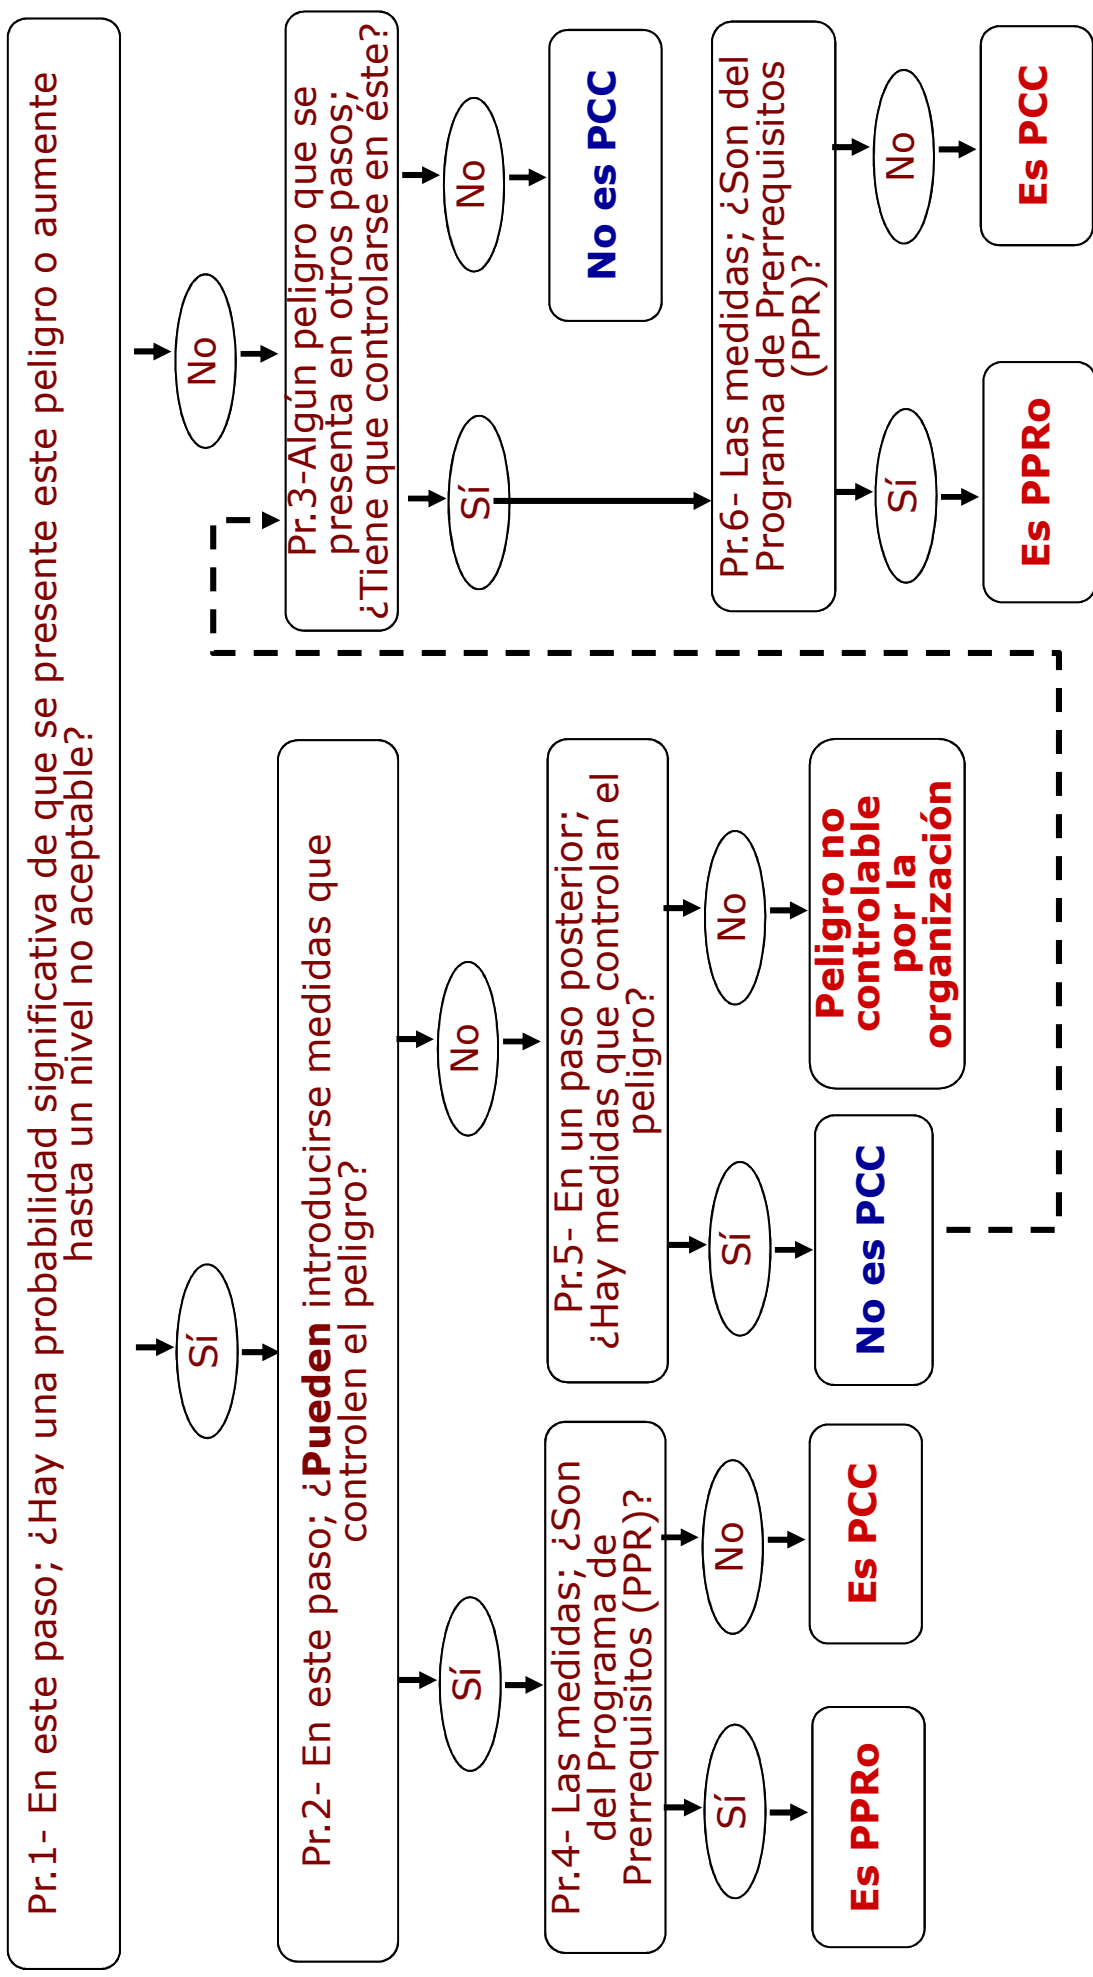 Pr.1- En este paso; ¿Hay una probabilidad significativa de que se presente este peligro o aumente
hasta un nivel no aceptable?
Sí
No
Pr.2- En este paso; ¿Pueden introducirse medidas que
controlen el peligro?
Pr.3-Algún peligro que se
presenta en otros pasos;
¿Tiene que controlarse en éste?
Sí
No
Sí
No
Pr.4- Las medidas; ¿Son
del Programa de
Prerrequisitos (PPR)?
Pr.5- En un paso posterior;
¿Hay medidas que controlan el
peligro?
No es PCC
Sí
No
Sí
No
Pr.6- Las medidas; ¿Son del
Programa de Prerrequisitos
(PPR)?
Es PPRo
Es PCC
No es PCC
Peligro no
controlable
por la
organización
Sí
No
Es PPRo
Es PCC